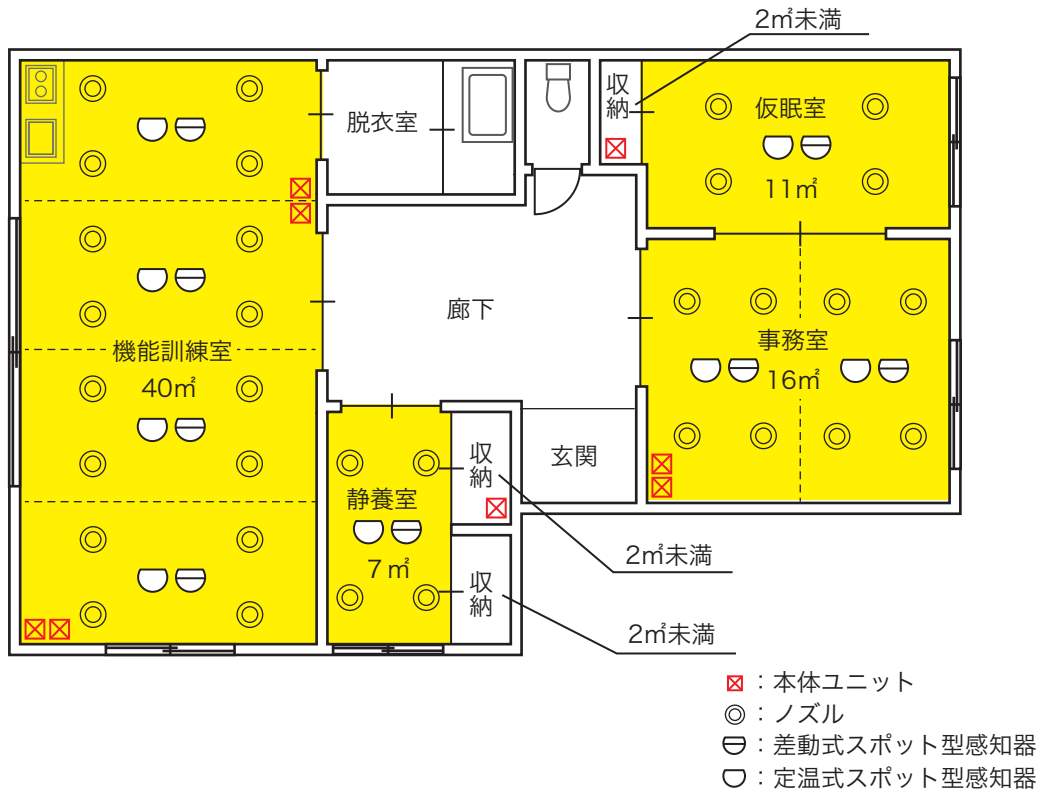 2㎡未満
収納
仮眠室
11㎡
脱衣室
廊下
機能訓練室
40㎡
事務室
16㎡
収納
玄関
静養室
7㎡
収納
2㎡未満
2㎡未満
：本体ユニット
：ノズル
：差動式スポット型感知器
：定温式スポット型感知器